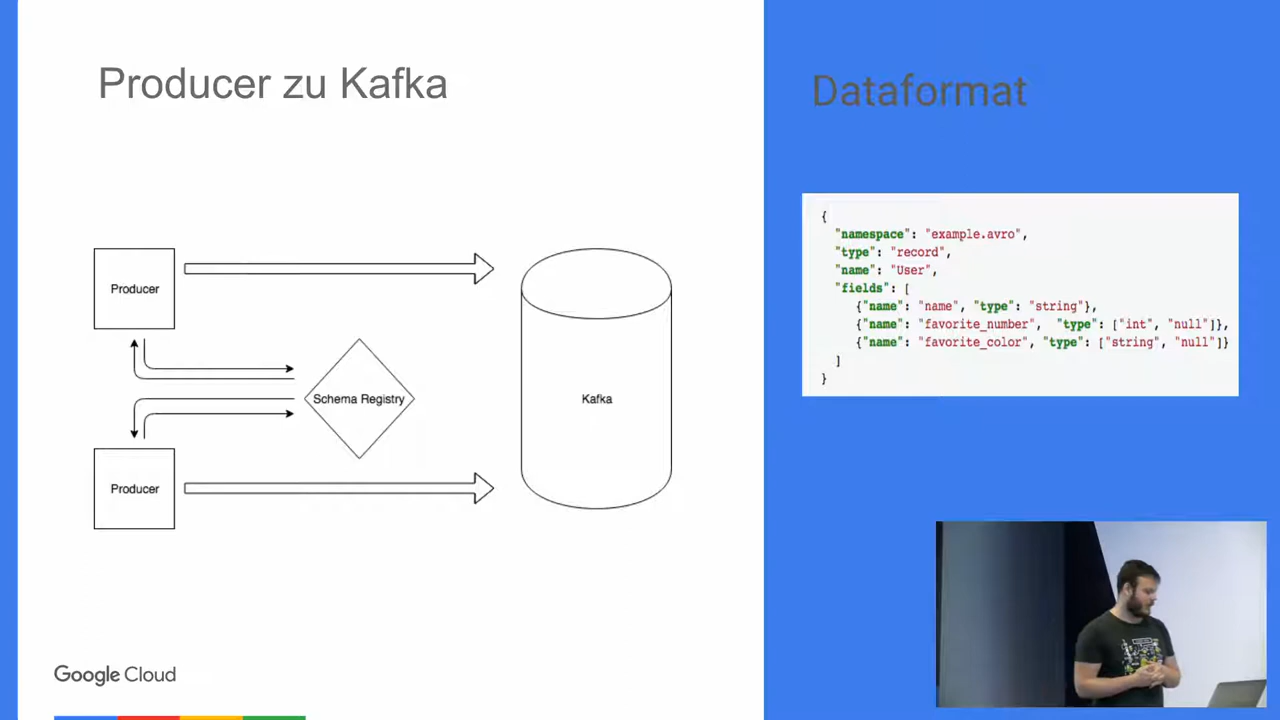 Producer zu Kafka
Producer
Schema Registry
Kafka
Producer
Google Cloud
Dataformat
{
"namespace": "example.avro",
"type": "record",
"name": "User",
"fields": [
{"name": "name", "type": "string"},
{"name": "favorite_number", "type": ["int", "null"]},
{"name": "favorite_color", "type": ["string", "null"]}
]
}